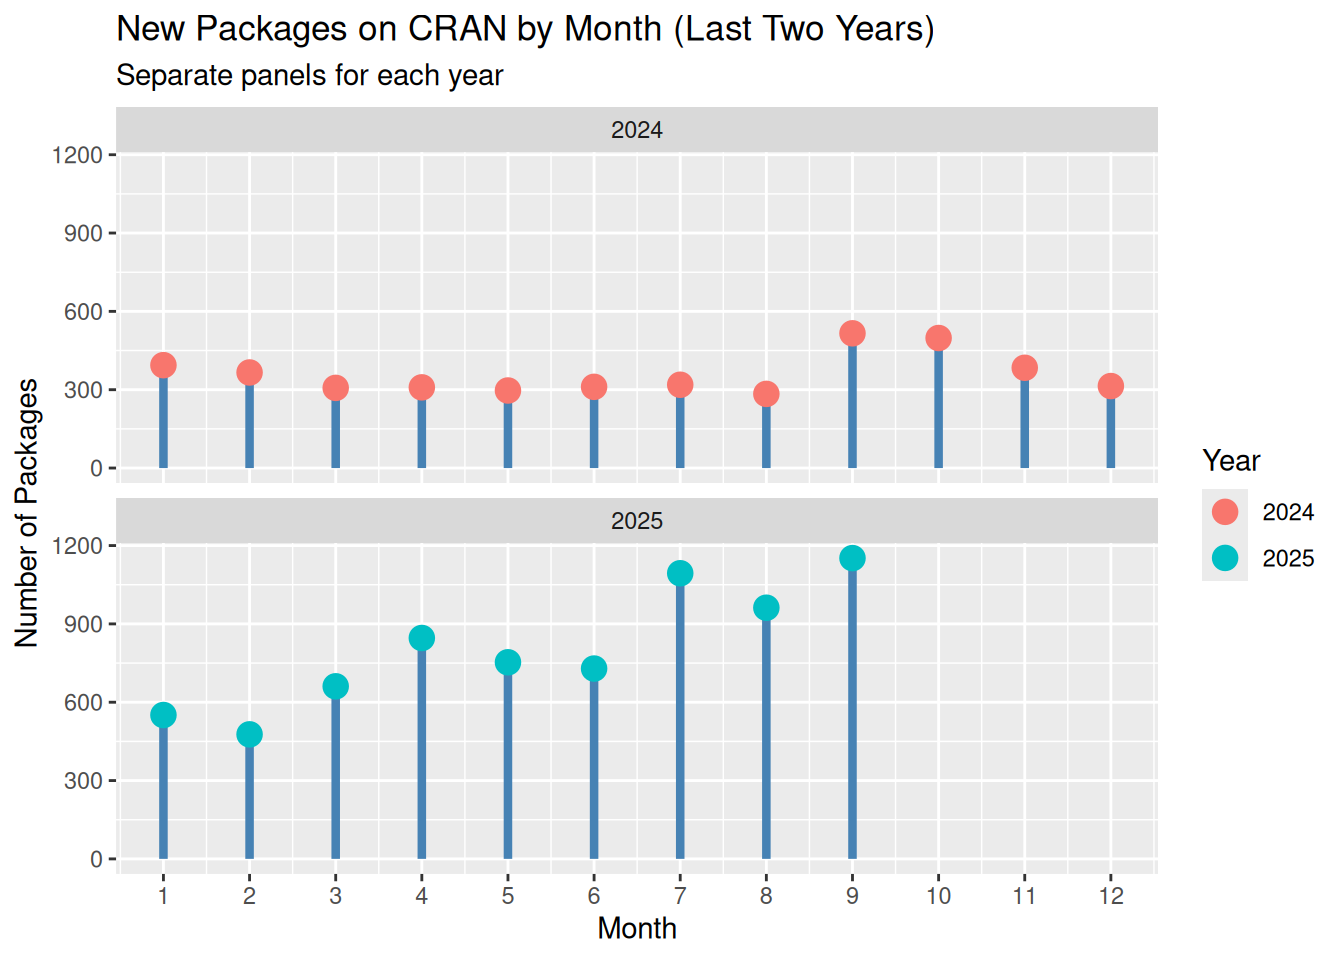 New Packages on CRAN by Month (Last Two Years)
Separate panels for each year
2024
1200
900
600
300
0
2025
1200
900
600
300
0
1 2 3 4 5 6 7 8 9 10 11 12
Month
Number of Packages
Year
2024
2025